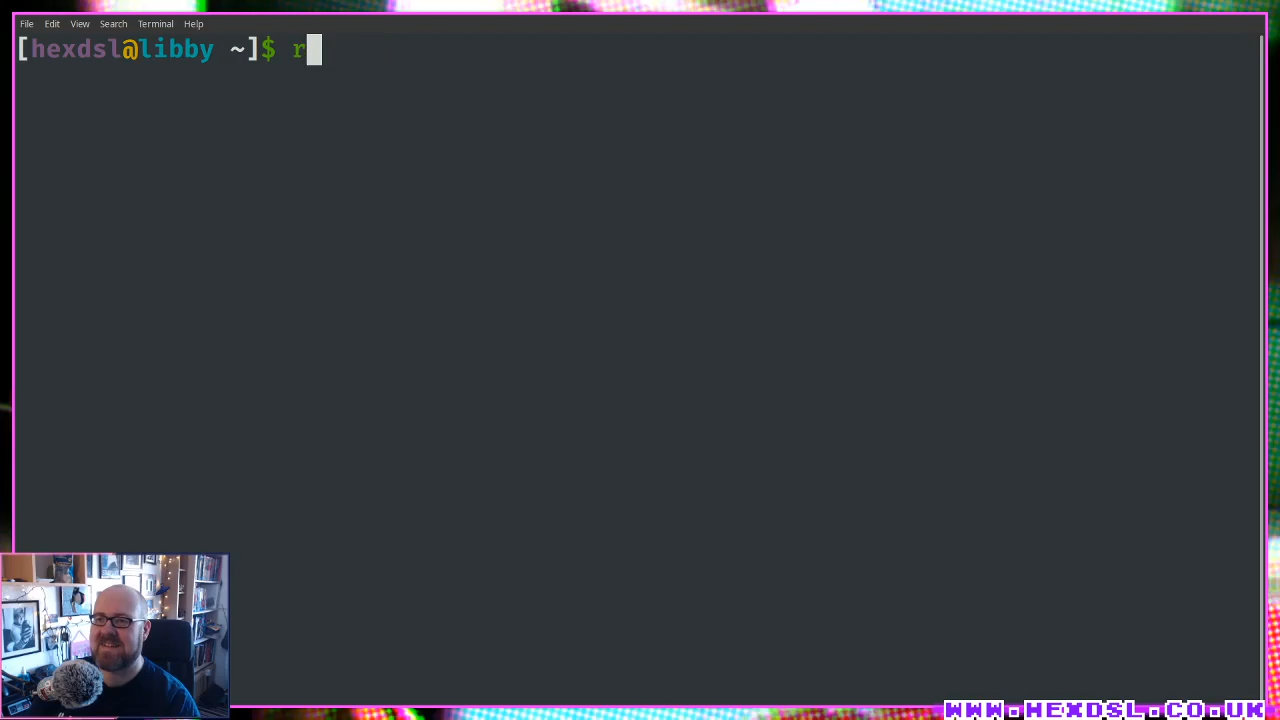 File Edit View Search Terminal Help
[hexdsl@libby ~]$ r
WWW.HEXDSL.CO.UK